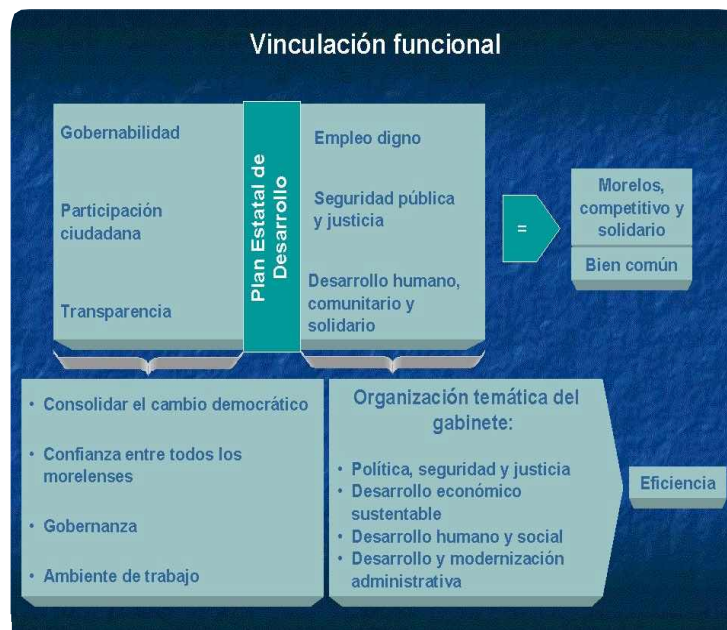 Vinculación funcional
Gobernabilidad
Participación
ciudadana
Transparencia
Plan Estatal de
Desarrollo
Empleo digno
Seguridad pública
y justicia
Desarrollo humano,
comunitario y
solidario
=
Morelos,
competitivo y
solidario
Bien común
• Consolidar el cambio democrático
• Confianza entre todos los
morelenses
• Gobernanza
• Ambiente de trabajo
Organización temática del
gabinete:
• Política, seguridad y justicia
• Desarrollo económico
sustentable
• Desarrollo humano y social
• Desarrollo y modernización
administrativa
Eficiencia